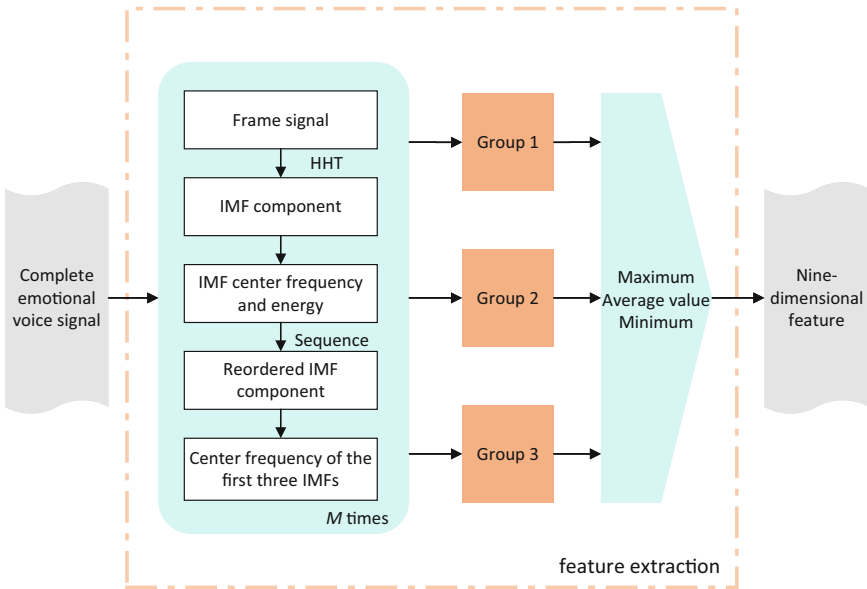 Complete
emotional
voice signal
Frame signal
HHT
IMF component
IMF center frequency
and energy
Sequence
Reordered IMF
component
Center frequency of the
first three IMFs
M times
Group 1
Group 2
Group 3
Maximum
Average value
Minimum
Nine-
dimensional
feature
feature extraction